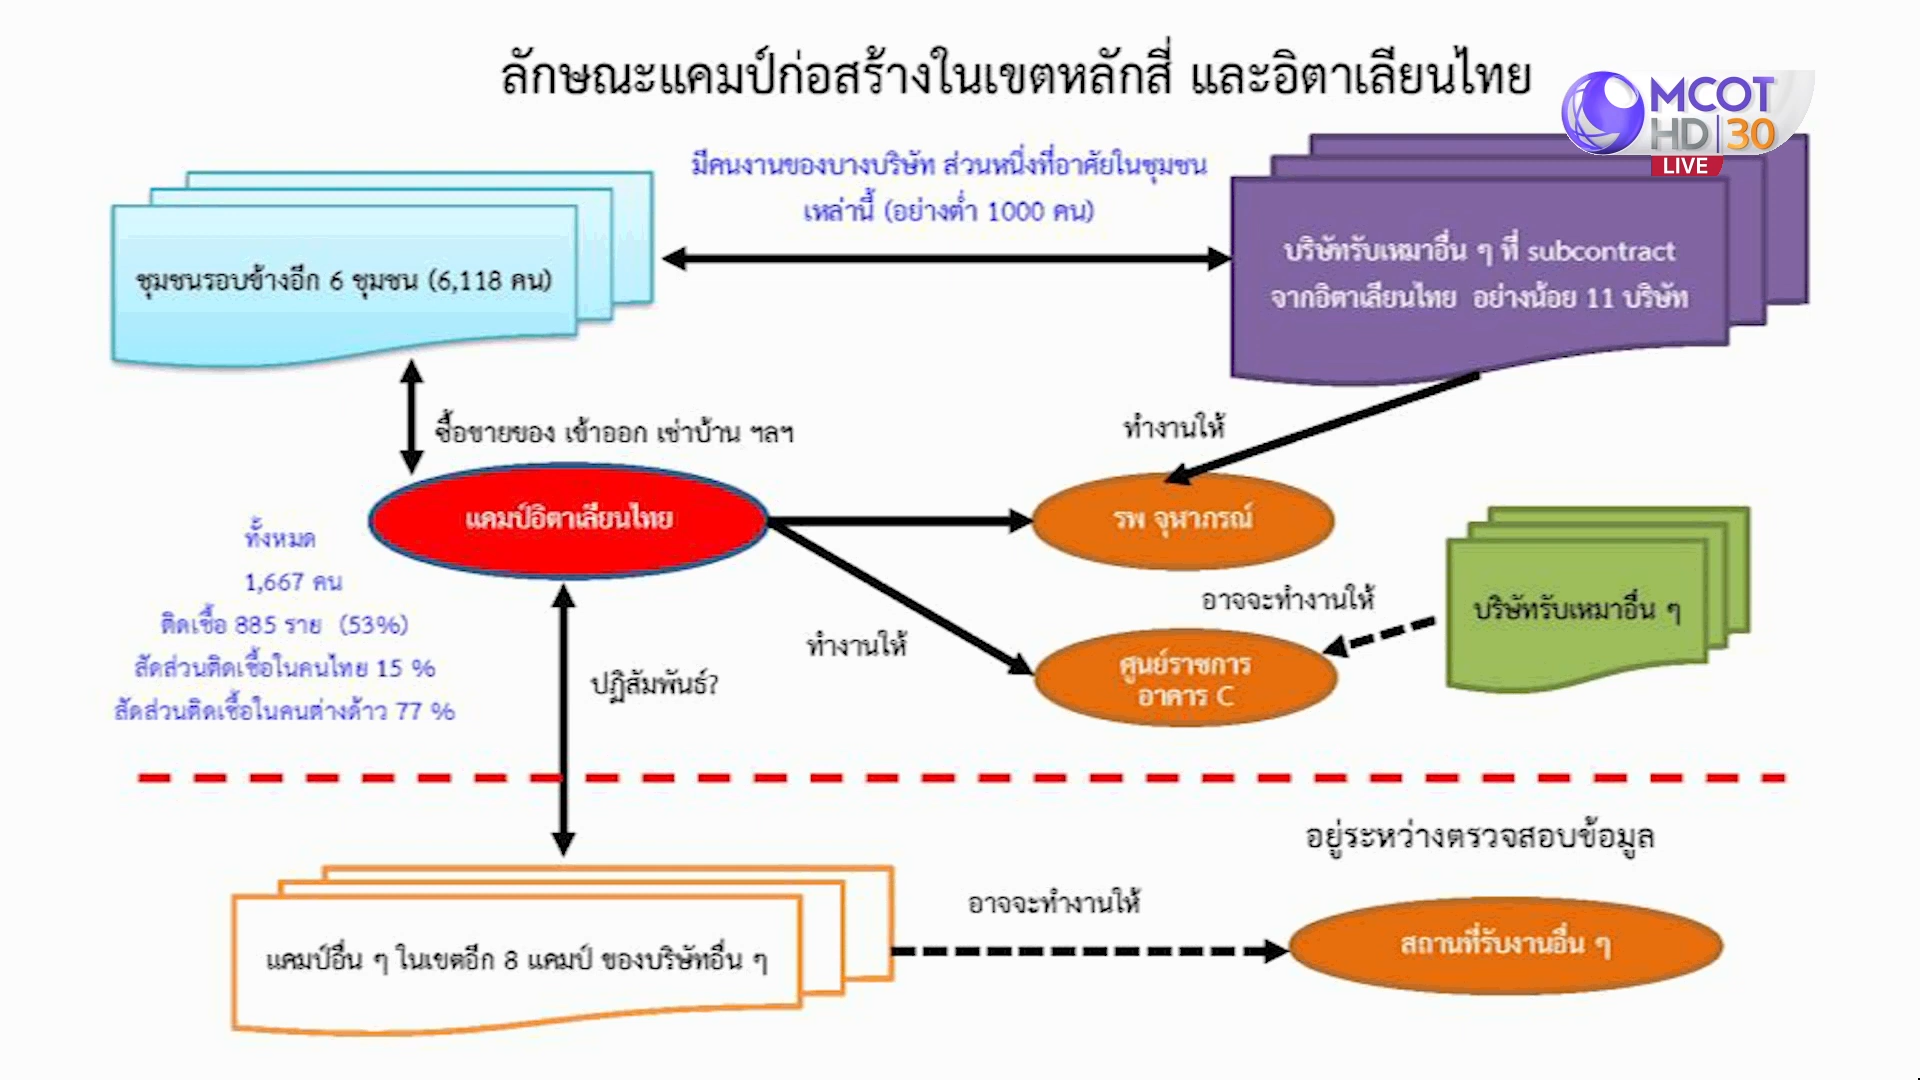 ลักษณะแคมป์ก่อสร้างในเขตหลักสี่ และอิตาเลียนไทย
MCOT
HD 30
LIVE
มีคนงานของบางบริษัท ส่วนหนึ่งที่อาศัยในชุมชน
เหล่านี้ (อย่างต่ำ 1000 คน)
ชุมชนรอบข้างอีก 6 ชุมชน (6,118 คน)
บริษัทรับเหมาอื่น ๆ ที่ subcontract
จากอิตาเลียนไทย อย่างน้อย 11 บริษัท
ซื้อขายของ เข้าออก เช่าบ้าน ฯลฯ
ทำงานให้
แคมป์อิตาเลียนไทย
รพ จุฬาภรณ์
ทั้งหมด
1,667 คน
ติดเชื้อ 885 ราย (53%)
สัดส่วนติดเชื้อในคนไทย 15 %
สัดส่วนติดเชื้อในคนต่างด้าว 77 %
อาจจะทำงานให้
บริษัทรับเหมาอื่น ๆ
ทำงานให้
ศูนย์ราชการ
อาคาร C
ปฏิสัมพันธ์?
อยู่ระหว่างตรวจสอบข้อมูล
อาจจะทำงานให้
แคมป์อื่น ๆ ในเขตอีก 8 แคมป์ ของบริษัทอื่น ๆ
สถานที่รับงานอื่น ๆ